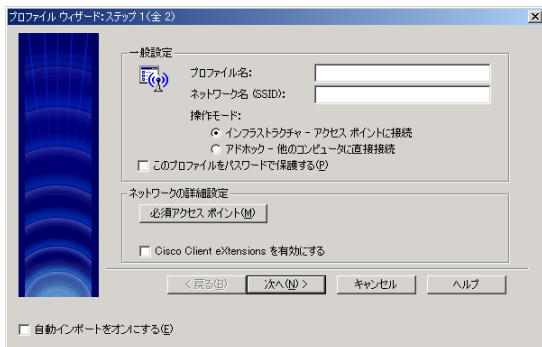 プロファイル ウィザード:ステップ 1(全 2)
一般設定
プロファイル名:
ネットワーク名 (SSID):
操作モード:
インフラストラクチャ - アクセス ポイントに接続
アドホック - 他のコンピュータに直接接続
このプロファイルをパスワードで保護する(P)
ネットワークの詳細設定
必須アクセス ポイント(M)
Cisco Client eXtensions を有効にする
< 戻る(B)
次へ(N) >
キャンセル
ヘルプ
自動インポートをオンにする(E)